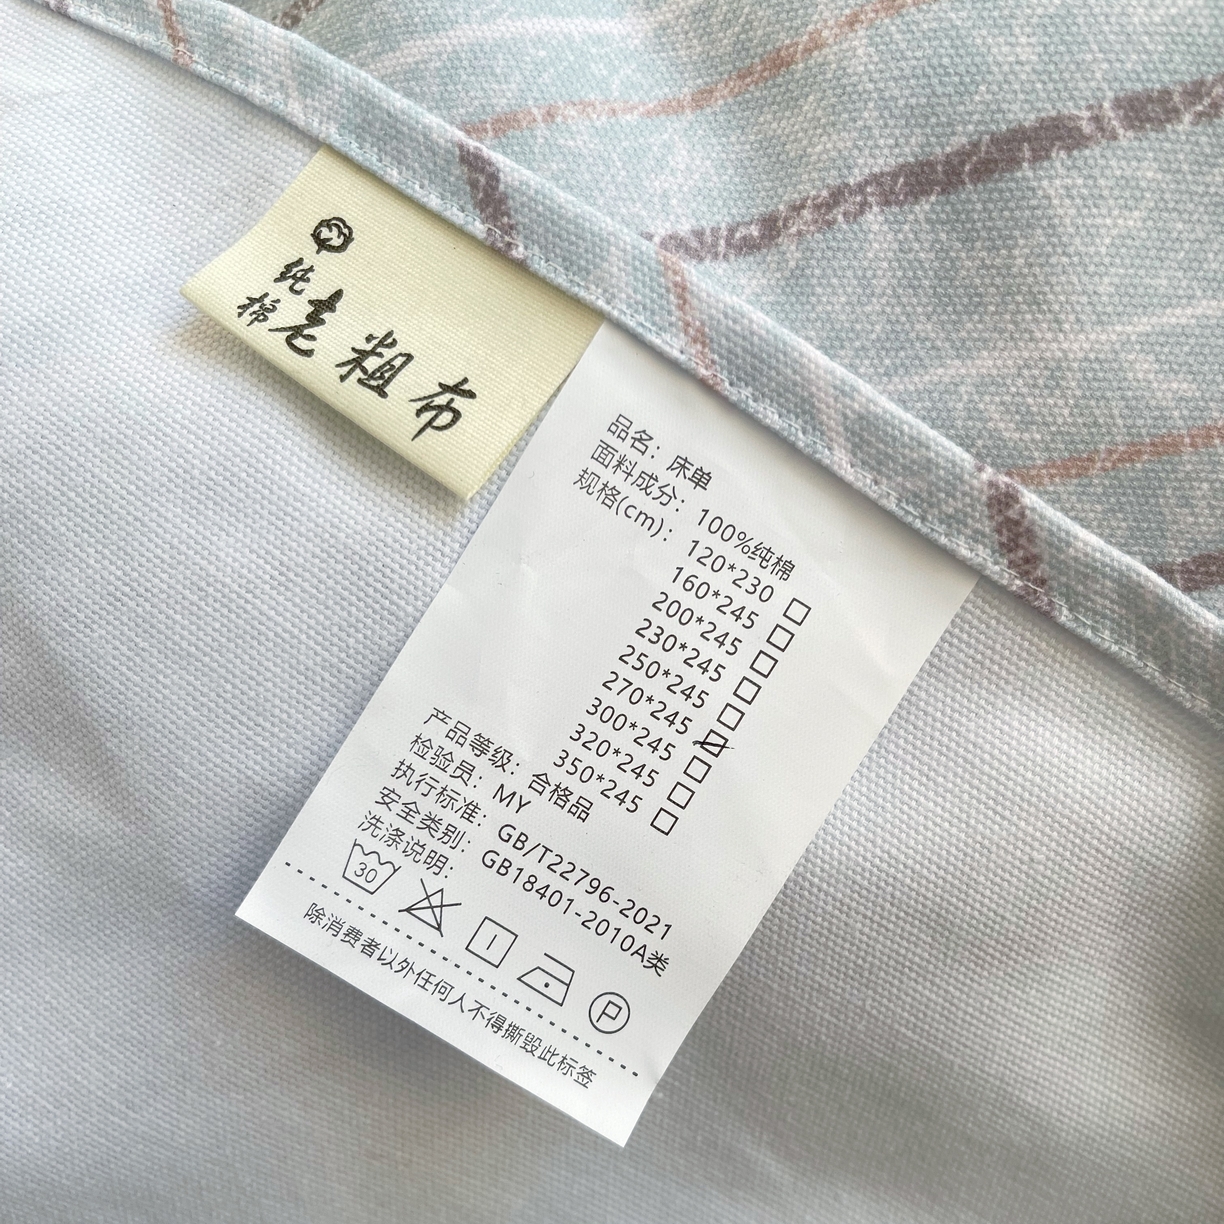 纯棉老粗布
品名：床单
面料成分：100%纯棉
规格(cm)：120*230 □
160*245 □
200*245 □
230*245 □
250*245 □
270*245 ☑
300*245 □
320*245 □
350*245 □
产品等级：合格品
检验员：MY
执行标准：GB/T22796-2021
安全类别：GB18401-2010A类
洗涤说明：
30
P
除消费者以外任何人不得撕毁此标签